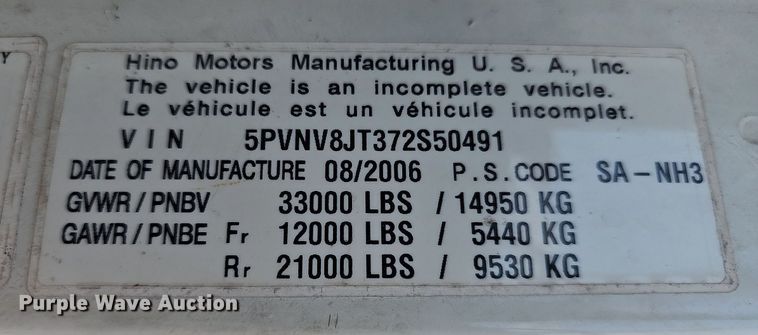 Y
Hino Motors Manufacturing U. S. A., Inc.
The vehicle is an incomplete vehicle.
Le véhicule est un véhicule incomplet.
VIN 5PVNV8JT372S50491
DATE OF MANUFACTURE 08/2006 P.S.CODE SA-NH3
GVWR/PNBV 33000 LBS / 14950 KG
GAWR/PNBE Fr 12000 LBS / 5440 KG
Rr 21000 LBS / 9530 KG
Purple Wave Auction